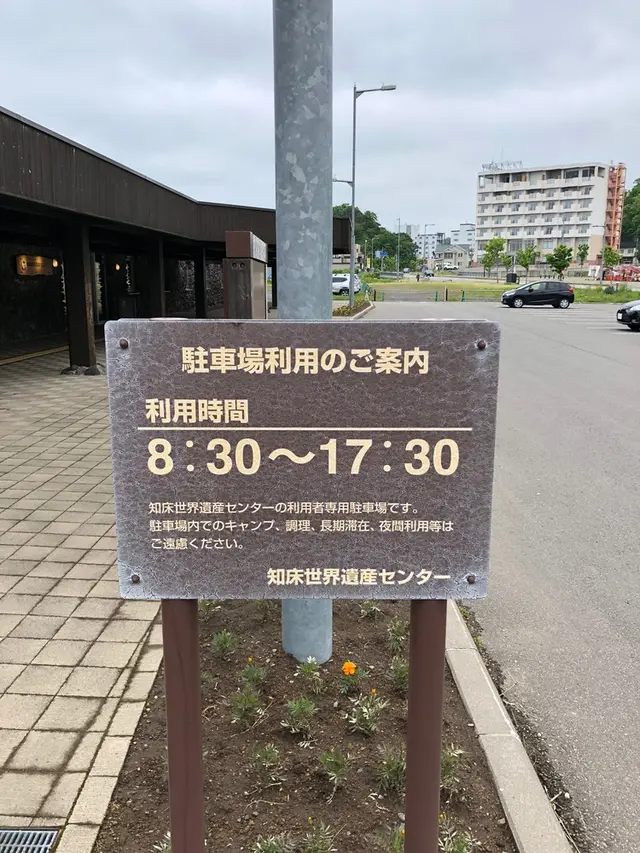 駐車場利用のご案内
利用時間
8：30～17：30
知床世界遺産センターの利用者専用駐車場です。
駐車場内でのキャンプ、調理、長期滞在、夜間利用等は
ご遠慮ください。
知床世界遺産センター